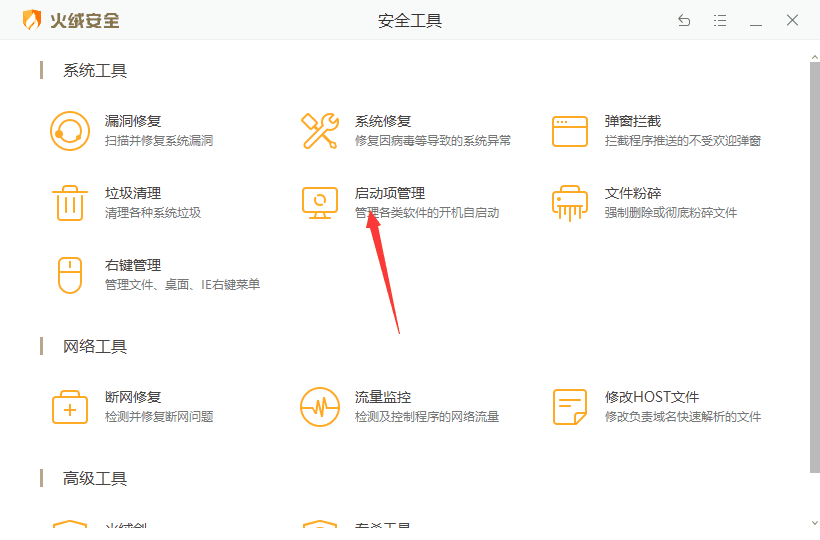 火绒安全
安全工具
系统工具
漏洞修复
扫描并修复系统漏洞
系统修复
修复因病毒等导致的系统异常
弹窗拦截
拦截程序推送的不受欢迎弹窗
垃圾清理
清理各种系统垃圾
启动项管理
管理各类软件的开机自启动
文件粉碎
强制删除或彻底粉碎文件
右键管理
管理文件、桌面、IE右键菜单
网络工具
断网修复
检测并修复断网问题
流量监控
检测及控制程序的网络流量
修改HOST文件
修改负责域名快速解析的文件
高级工具
火绒剑
专杀工具